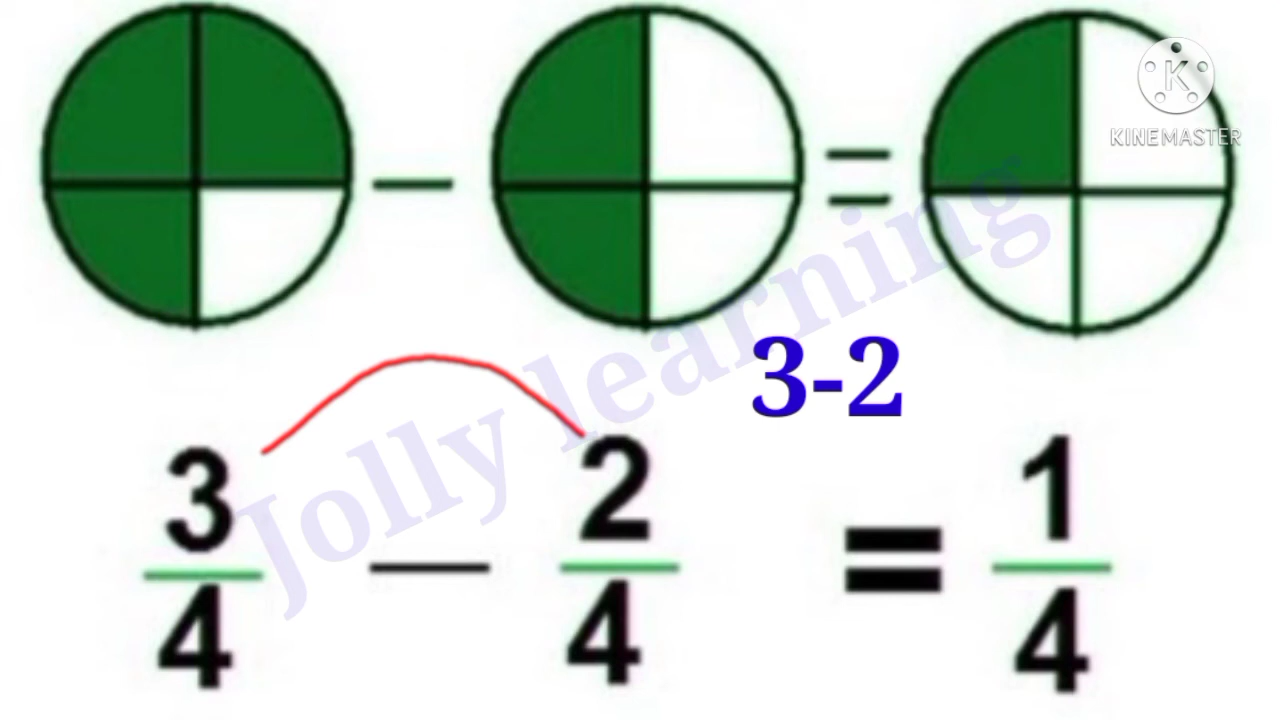 − =
K
KINEMASTER
Jolly learning
3-2
3/4 − 2/4 = 1/4